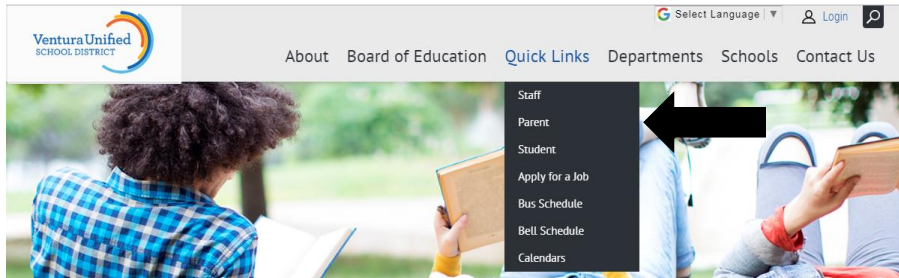 Select Language ▼ Login
Ventura Unified
SCHOOL DISTRICT
About Board of Education Quick Links Departments Schools Contact Us
Staff
Parent
Student
Apply for a Job
Bus Schedule
Bell Schedule
Calendars